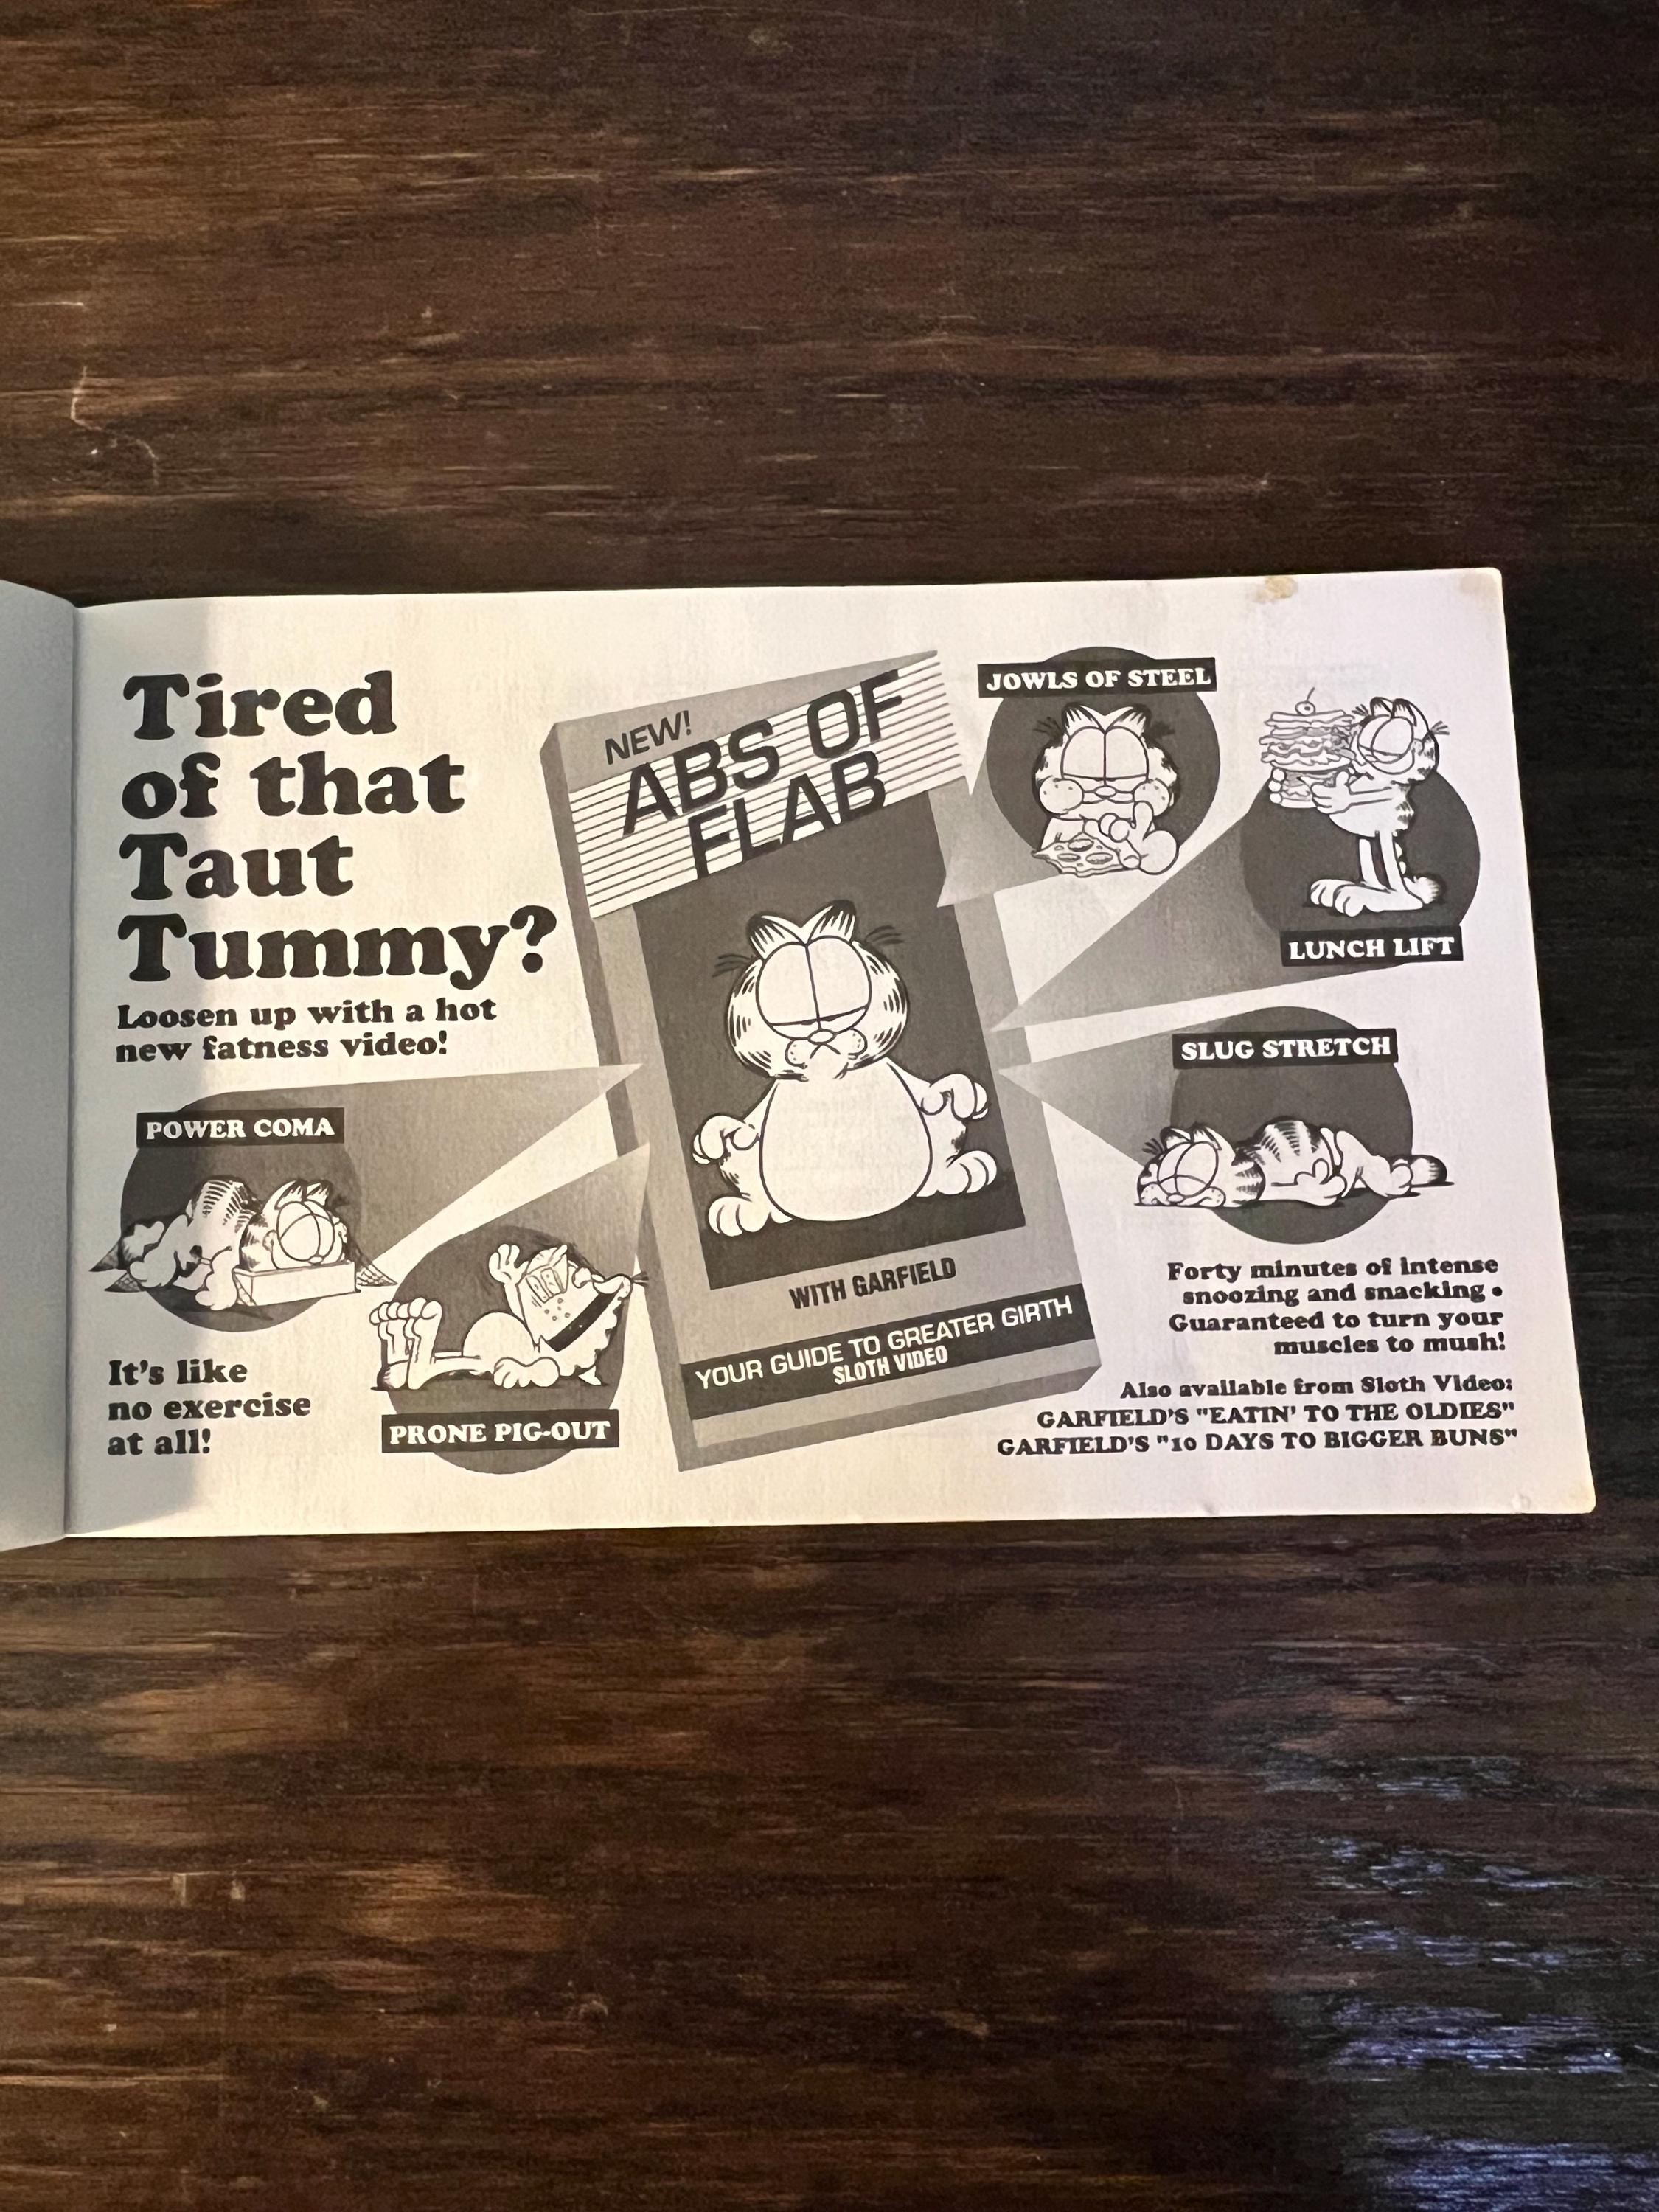 Tired
of that
Taut
Tummy?
Loosen up with a hot
new fatness video!
POWER COMA
It's like
no exercise
at all!
PRONE PIG-OUT
NEW!
ABS OF
FLAB
WITH GARFIELD
YOUR GUIDE TO GREATER GIRTH
SLOTH VIDEO
JOWLS OF STEEL
LUNCH LIFT
SLUG STRETCH
Forty minutes of intense
snoozing and snacking •
Guaranteed to turn your
muscles to mush!
Also available from Sloth Video:
GARFIELD'S "EATIN' TO THE OLDIES"
GARFIELD'S "10 DAYS TO BIGGER BUNS"